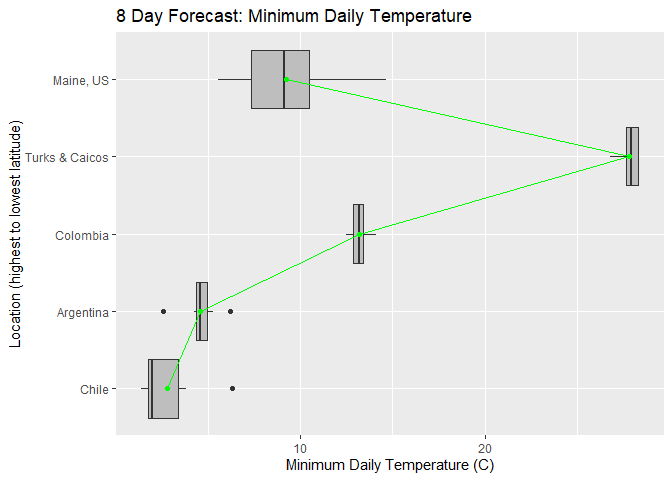 8 Day Forecast: Minimum Daily Temperature
Location (highest to lowest latitude)
Maine, US
Turks & Caicos
Colombia
Argentina
Chile
10 20
Minimum Daily Temperature (C)